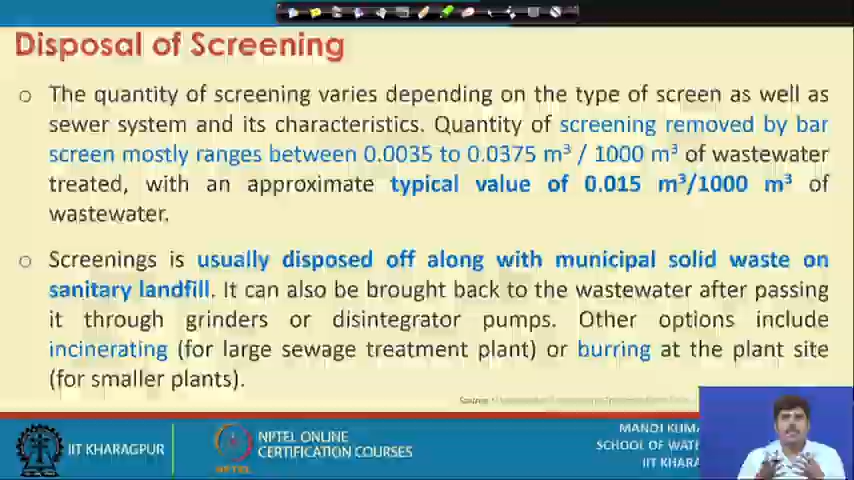 Disposal of Screening
o The quantity of screening varies depending on the type of screen as well as
sewer system and its characteristics. Quantity of screening removed by bar
screen mostly ranges between 0.0035 to 0.0375 m³ / 1000 m³ of wastewater
treated, with an approximate typical value of 0.015 m³/1000 m³ of
wastewater.
o Screenings is usually disposed off along with municipal solid waste on
sanitary landfill. It can also be brought back to the wastewater after passing
it through grinders or disintegrator pumps. Other options include
incinerating (for large sewage treatment plant) or burring at the plant site
(for smaller plants).
Source
IIT KHARAGPUR
NPTEL
NPTEL ONLINE
CERTIFICATION COURSES
MANOJ KUMA
SCHOOL OF WATE
IIT KHARA